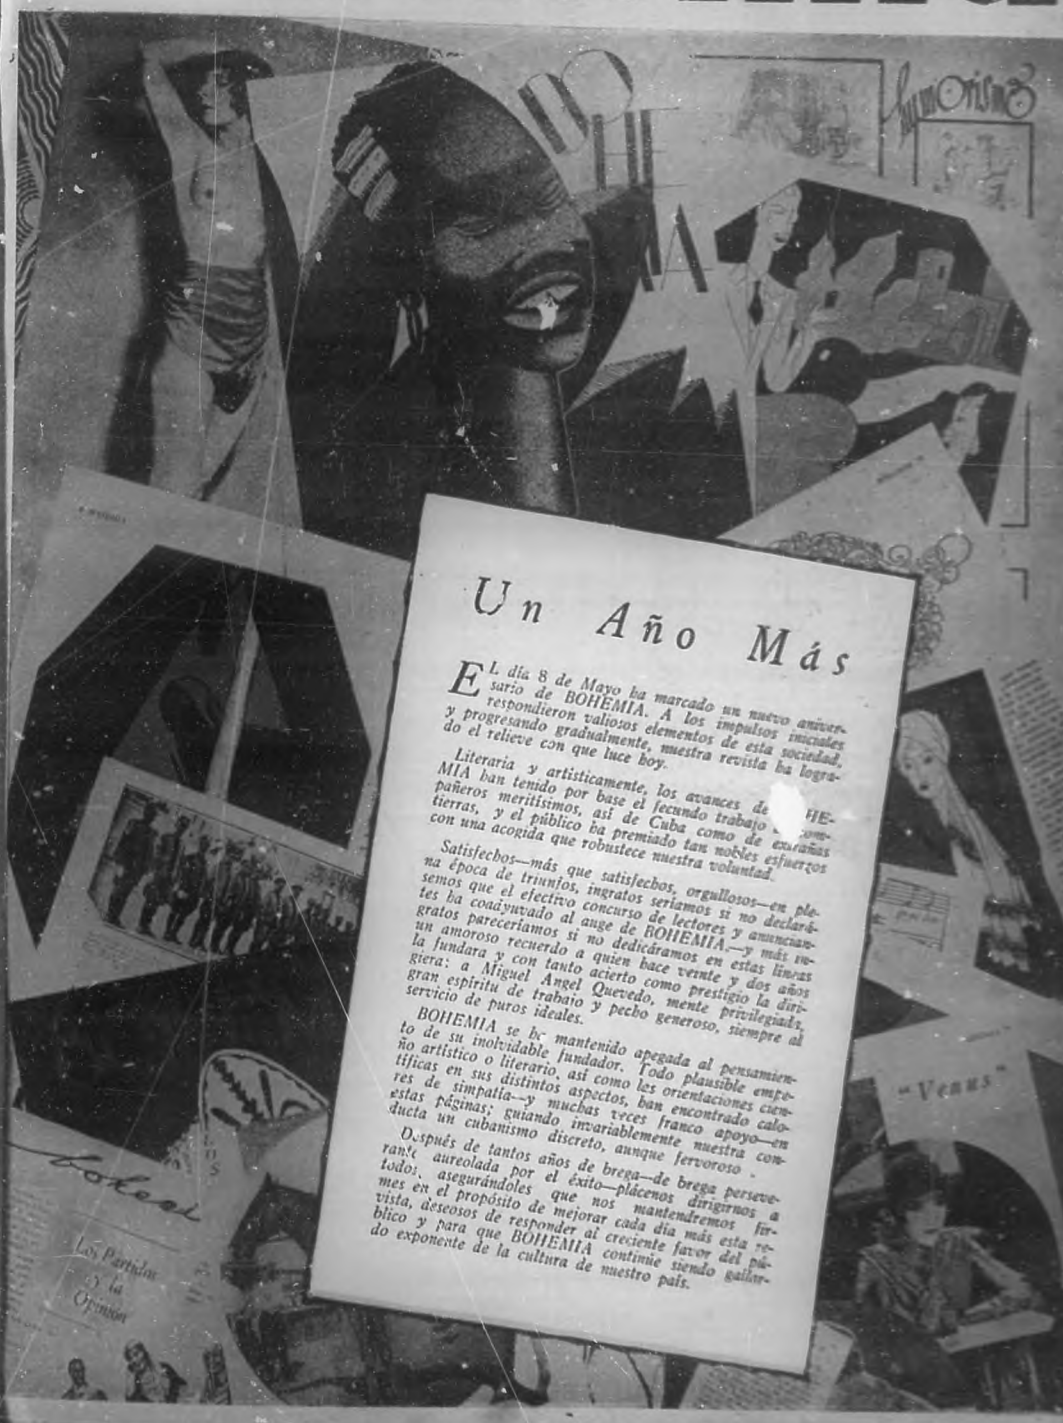 humorismo
Un Año Más
EL día 8 de Mayo ha marcado un nuevo aniver-
sario de BOHEMIA. A los impulsos iniciales
respondieron valiosos elementos de esta sociedad,
y progresando gradualmente, nuestra revista ha logra-
do el relieve con que luce hoy.
Literaria y artísticamente, los avances de HE-
MIA han tenido por base el fecundo trabajo com-
pañeros meritísimos, así de Cuba como de extrañas
tierras, y el público ha premiado tan nobles esfuerzos
con una acogida que robustece nuestra voluntad.
Satisfechos—más que satisfechos, orgullosos—en ple-
na época de triunfos, ingratos seríamos si no declará-
semos que el efectivo concurso de lectores y anuncian-
tes ha coadyuvado al auge de BOHEMIA.—y más in-
gratos pareceríamos si no dedicáramos en estas líneas
un amoroso recuerdo a quien hace veinte y dos años
la fundara y con tanto acierto como prestigio la diri-
giera: a Miguel Angel Quevedo, mente privilegiada,
gran espíritu de trabajo y pecho generoso, siempre al
servicio de puros ideales.
BOHEMIA se ha mantenido apegada al pensamien-
to de su inolvidable fundador. Todo plausible empe-
ño artístico o literario, así como las orientaciones cien-
tíficas en sus distintos aspectos, han encontrado calo-
res de simpatía—y muchas veces franco apoyo—en
estas páginas; guiando invariablemente nuestra con-
ducta un cubanismo discreto, aunque fervoroso.
Después de tantos años de brega—de brega perseve-
rante aureolada por el éxito—plácenos dirigirnos a
todos, asegurándoles que nos mantendremos fir-
mes en el propósito de mejorar cada día más esta re-
vista, deseosos de responder al creciente favor del pú-
blico y para que BOHEMIA continúe siendo gallar-
do exponente de la cultura de nuestro país.
"Venus"
Los Partidos
y la
Opinión